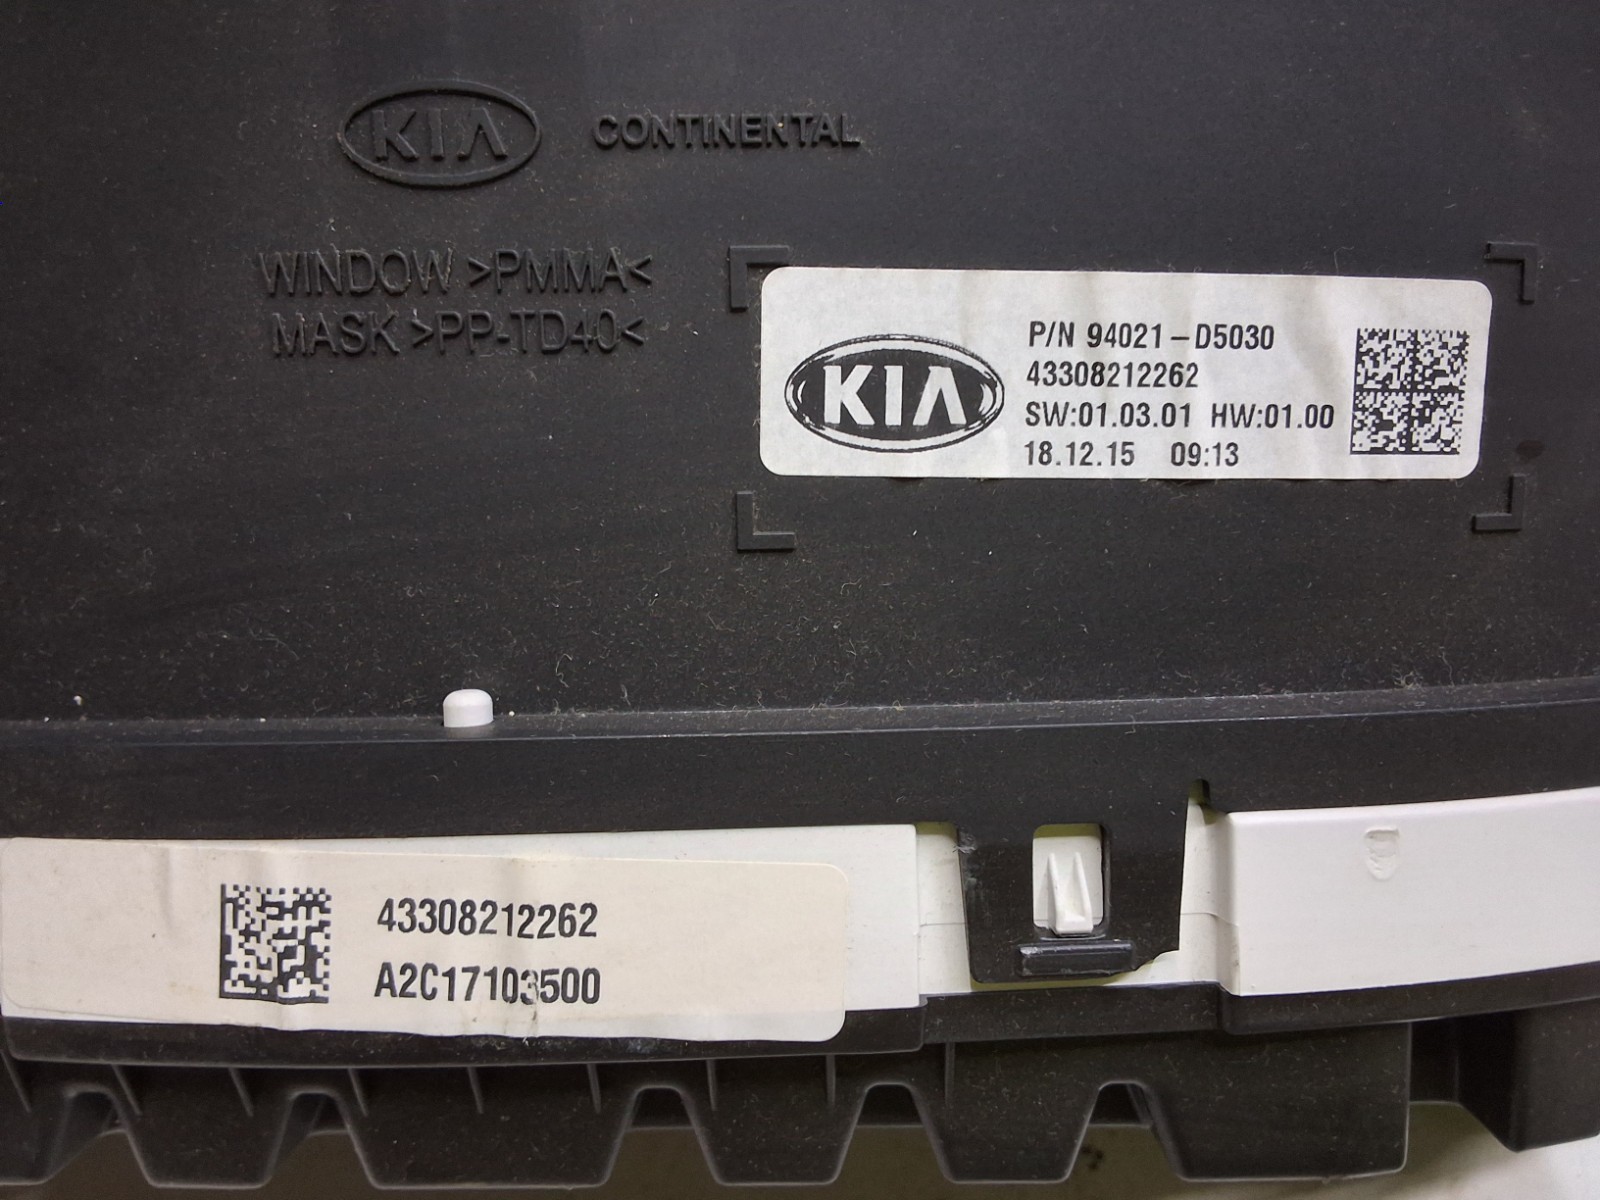 KIA CONTINENTAL
WINDOW >PMMA<
MASK >PP-TD40<
KIA
P/N 94021-D5030
43308212262
SW:01.03.01 HW:01.00
18.12.15 09:13
43308212262
A2C17103500